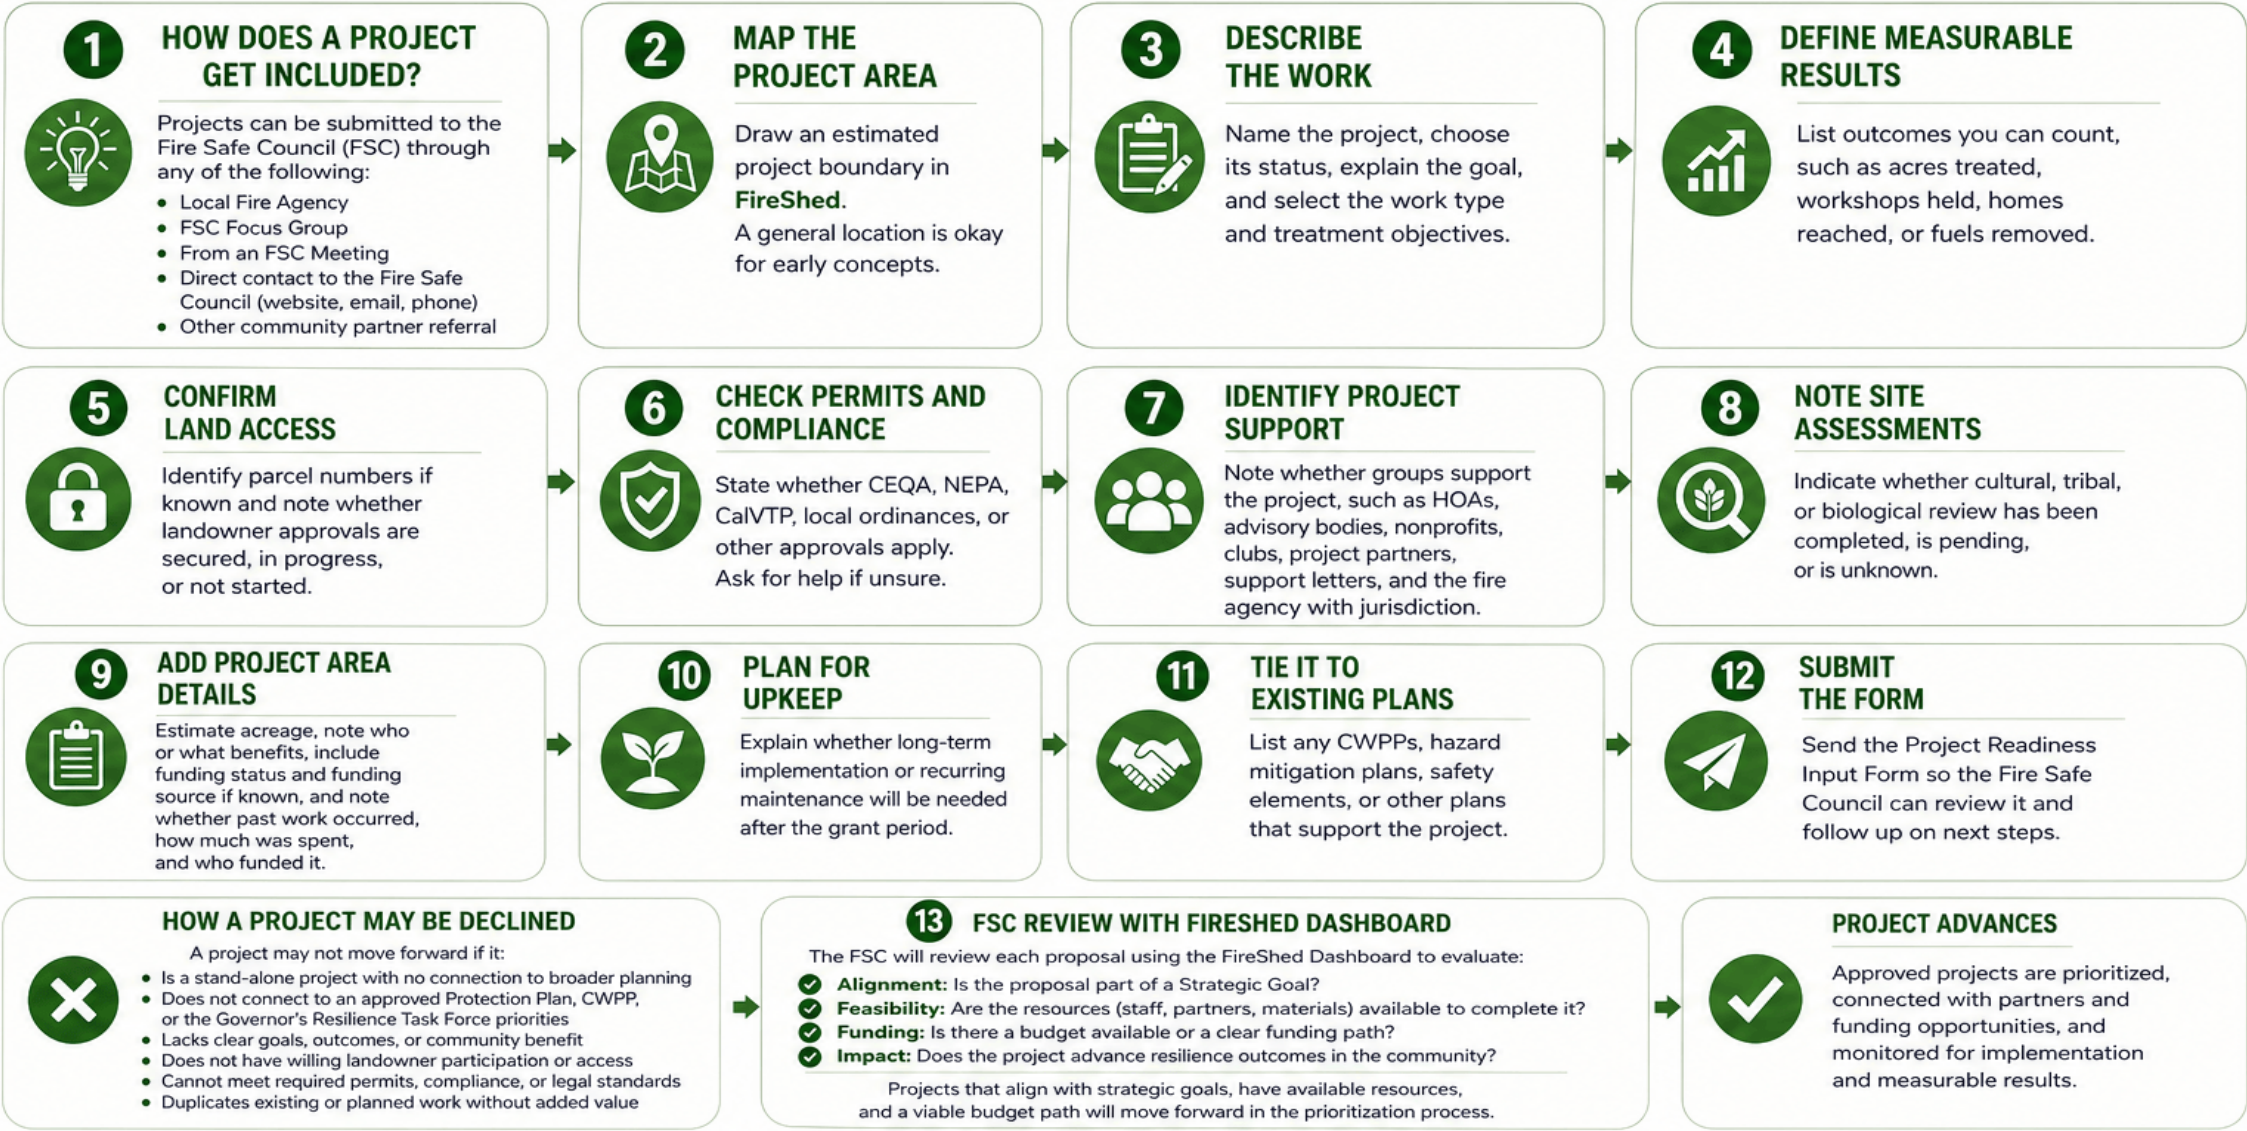 1
HOW DOES A PROJECT
GET INCLUDED?
Projects can be submitted to the
Fire Safe Council (FSC) through
any of the following:
• Local Fire Agency
• FSC Focus Group
• From an FSC Meeting
• Direct contact to the Fire Safe
Council (website, email, phone)
• Other community partner referral
2
MAP THE
PROJECT AREA
Draw an estimated
project boundary in
FireShed.
A general location is okay
for early concepts.
3
DESCRIBE
THE WORK
Name the project, choose
its status, explain the goal,
and select the work type
and treatment objectives.
4
DEFINE MEASURABLE
RESULTS
List outcomes you can count,
such as acres treated,
workshops held, homes
reached, or fuels removed.
5
CONFIRM
LAND ACCESS
Identify parcel numbers if
known and note whether
landowner approvals are
secured, in progress,
or not started.
6
CHECK PERMITS AND
COMPLIANCE
State whether CEQA, NEPA,
CalVTP, local ordinances, or
other approvals apply.
Ask for help if unsure.
7
IDENTIFY PROJECT
SUPPORT
Note whether groups support
the project, such as HOAs,
advisory bodies, nonprofits,
clubs, project partners,
support letters, and the fire
agency with jurisdiction.
8
NOTE SITE
ASSESSMENTS
Indicate whether cultural, tribal,
or biological review has been
completed, is pending,
or is unknown.
9
ADD PROJECT AREA
DETAILS
Estimate acreage, note who
or what benefits, include
funding status and funding
source if known, and note
whether past work occurred,
how much was spent,
and who funded it.
10
PLAN FOR
UPKEEP
Explain whether long-term
implementation or recurring
maintenance will be needed
after the grant period.
11
TIE IT TO
EXISTING PLANS
List any CWPPs, hazard
mitigation plans, safety
elements, or other plans
that support the project.
12
SUBMIT
THE FORM
Send the Project Readiness
Input Form so the Fire Safe
Council can review it and
follow up on next steps.
HOW A PROJECT MAY BE DECLINED
A project may not move forward if it:
• Is a stand-alone project with no connection to broader planning
• Does not connect to an approved Protection Plan, CWPP,
or the Governor's Resilience Task Force priorities
• Lacks clear goals, outcomes, or community benefit
• Does not have willing landowner participation or access
• Cannot meet required permits, compliance, or legal standards
• Duplicates existing or planned work without added value
13 FSC REVIEW WITH FIRESHED DASHBOARD
The FSC will review each proposal using the FireShed Dashboard to evaluate:
Alignment: Is the proposal part of a Strategic Goal?
Feasibility: Are the resources (staff, partners, materials) available to complete it?
Funding: Is there a budget available or a clear funding path?
Impact: Does the project advance resilience outcomes in the community?
Projects that align with strategic goals, have available resources,
and a viable budget path will move forward in the prioritization process.
PROJECT ADVANCES
Approved projects are prioritized,
connected with partners and
funding opportunities, and
monitored for implementation
and measurable results.